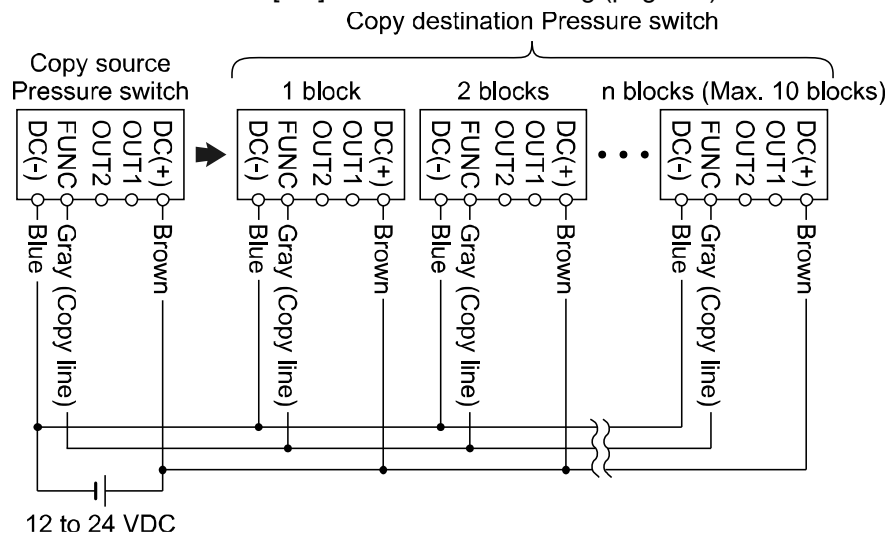 Copy destination Pressure switch
Copy source
Pressure switch
1 block
2 blocks
n blocks (Max. 10 blocks)
DC(-)
FUNC
OUT2
OUT1
DC(+)
DC(-)
FUNC
OUT2
OUT1
DC(+)
DC(-)
FUNC
OUT2
OUT1
DC(+)
DC(-)
FUNC
OUT2
OUT1
DC(+)
Blue
Gray (Copy line)
Brown
Blue
Gray (Copy line)
Brown
Blue
Gray (Copy line)
Brown
Blue
Gray (Copy line)
Brown
12 to 24 VDC